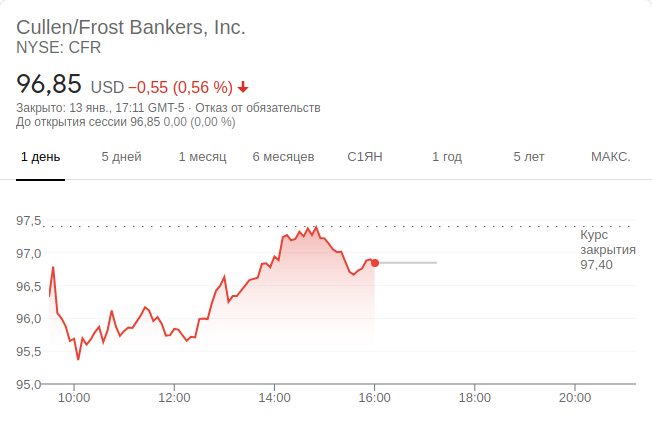 Cullen/Frost Bankers, Inc.
NYSE: CFR
96,85 USD −0,55 (0,56 %)
Закрыто: 13 янв., 17:11 GMT-5 · Отказ от обязательств
До открытия сессии 96,85 0,00 (0,00 %)
1 день 5 дней 1 месяц 6 месяцев С1ЯН 1 год 5 лет МАКС.
97,5
Курс
закрытия
97,40
97,0
96,5
96,0
95,5
95,0
10:00 12:00 14:00 16:00 18:00 20:00